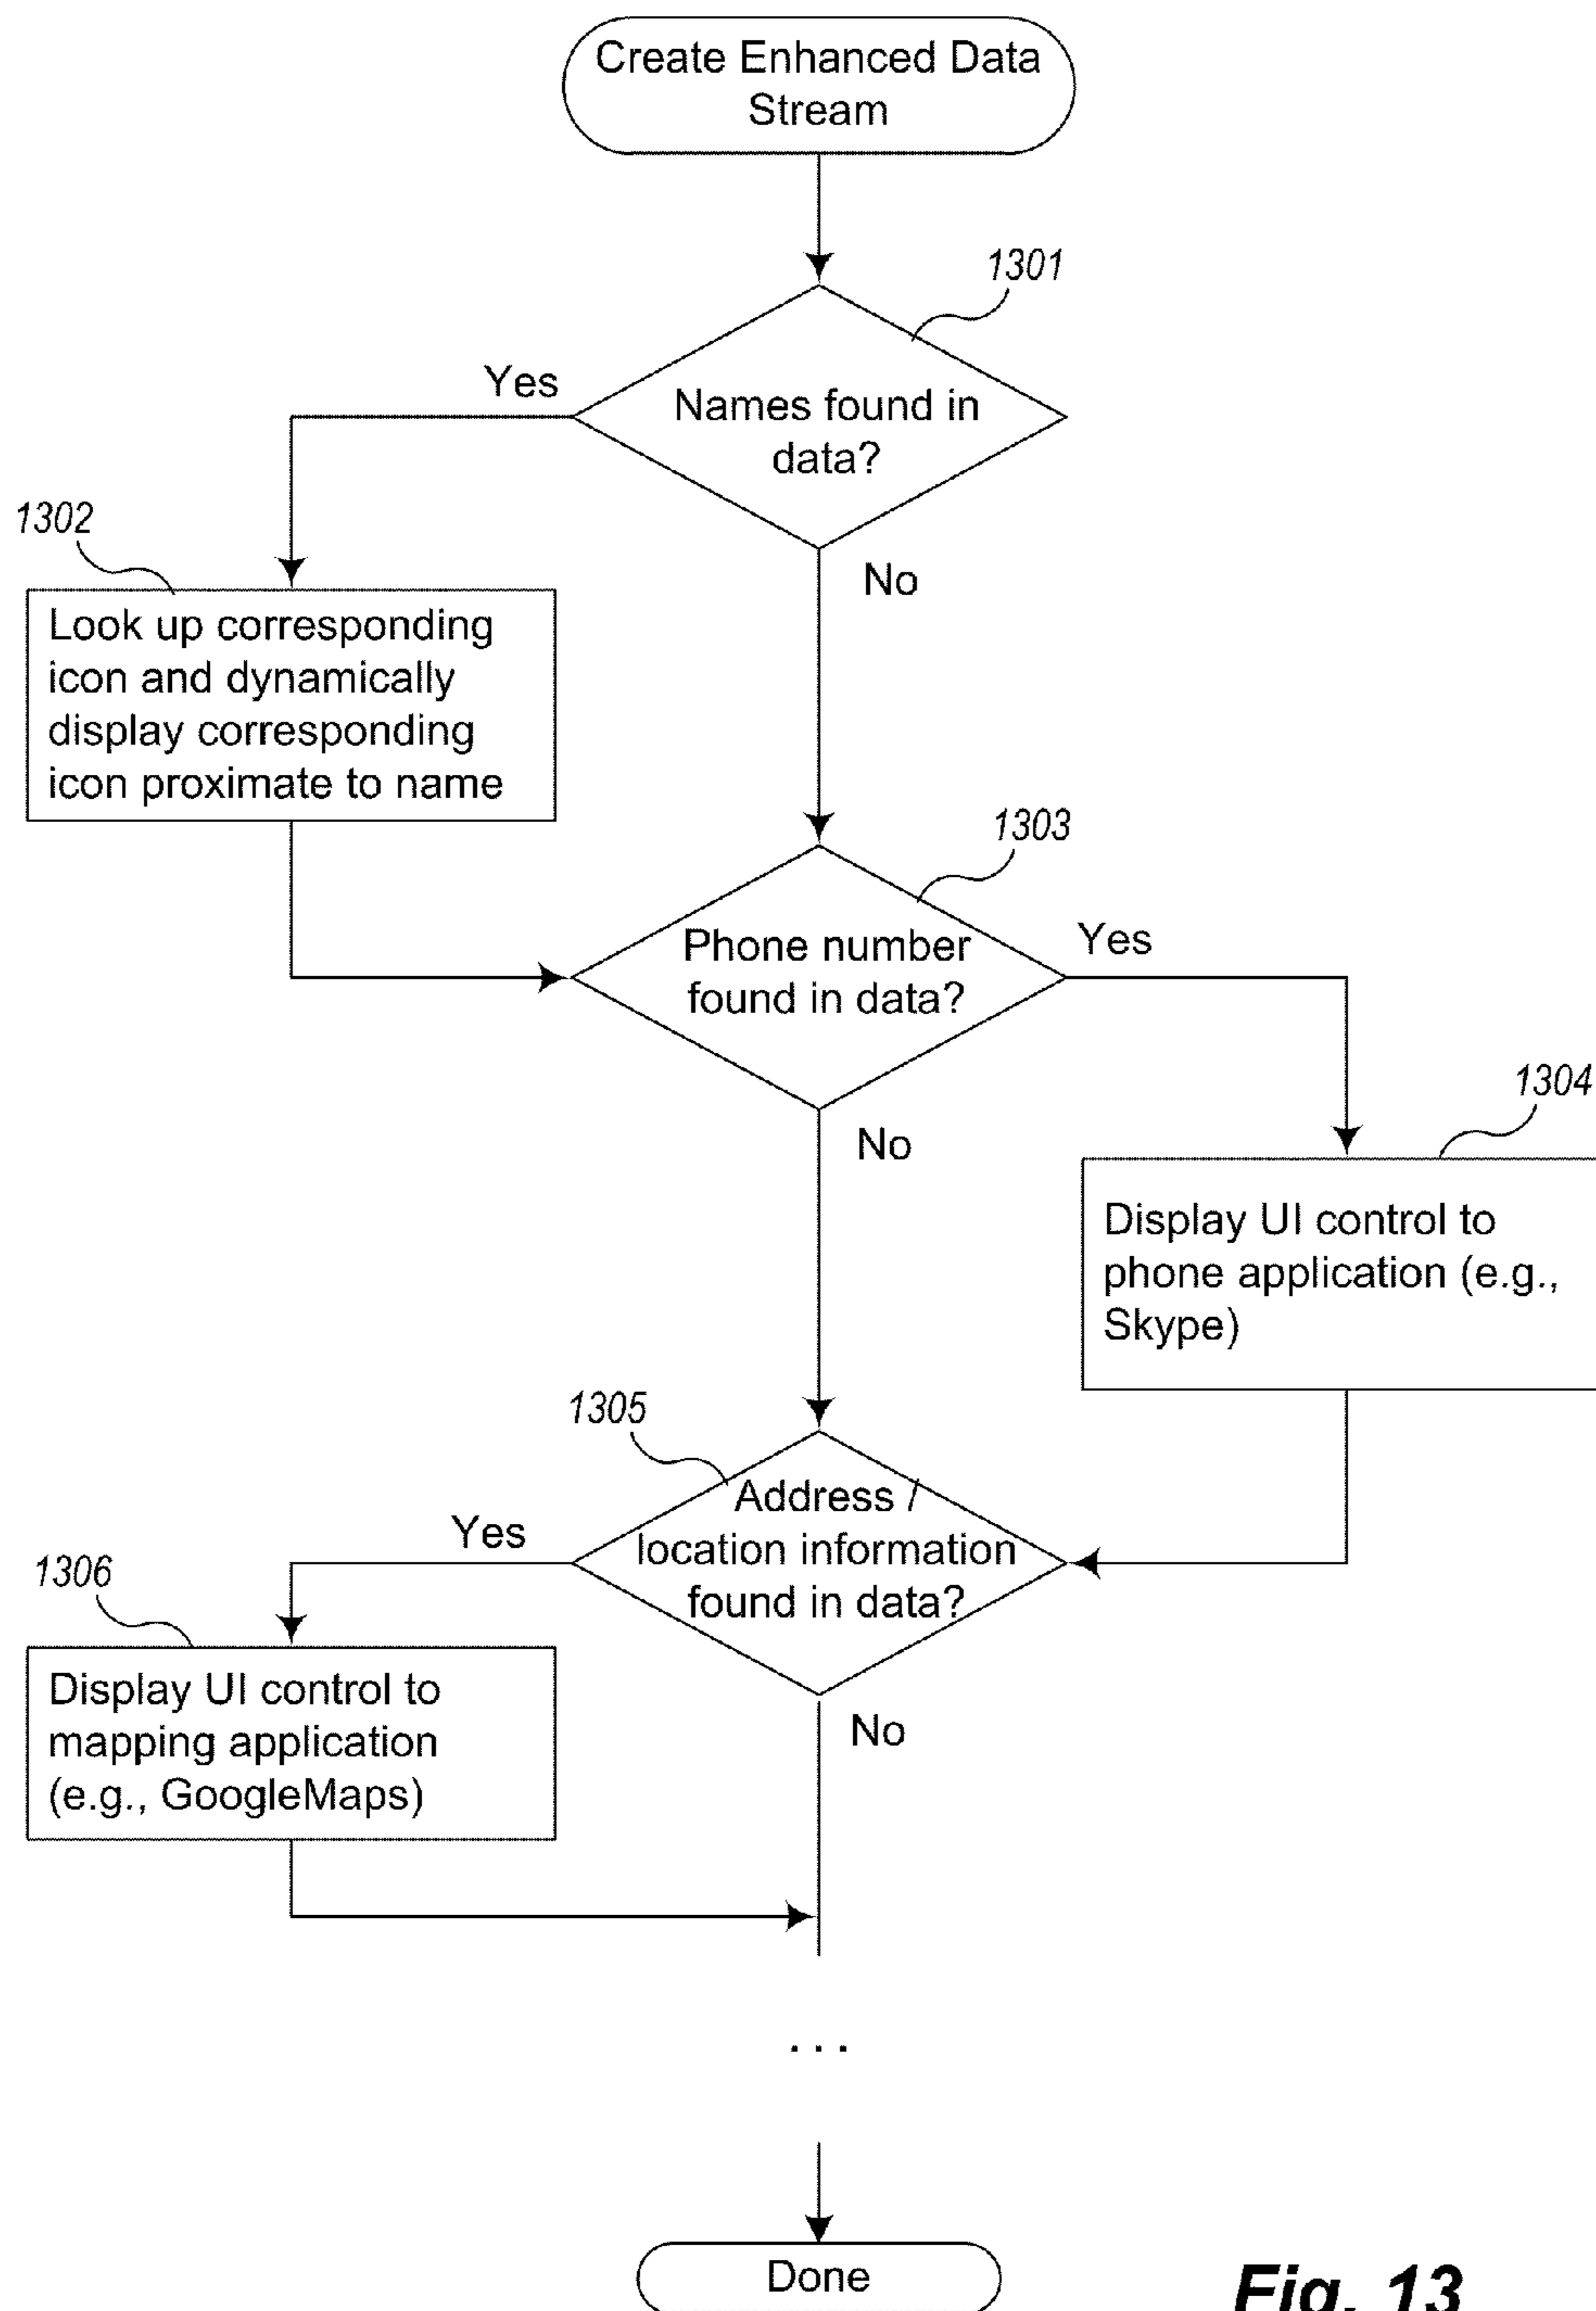 Create Enhanced Data
Stream
1301
Yes
Names found in
data?
1302
No
Look up corresponding
icon and dynamically
display corresponding
icon proximate to name
1303
Phone number
found in data?
Yes
1304
No
Display UI control to
phone application (e.g.,
Skype)
1305
Address /
location information
found in data?
Yes
1306
Display UI control to
mapping application
(e.g., GoogleMaps)
No
...
Done
Fig. 13